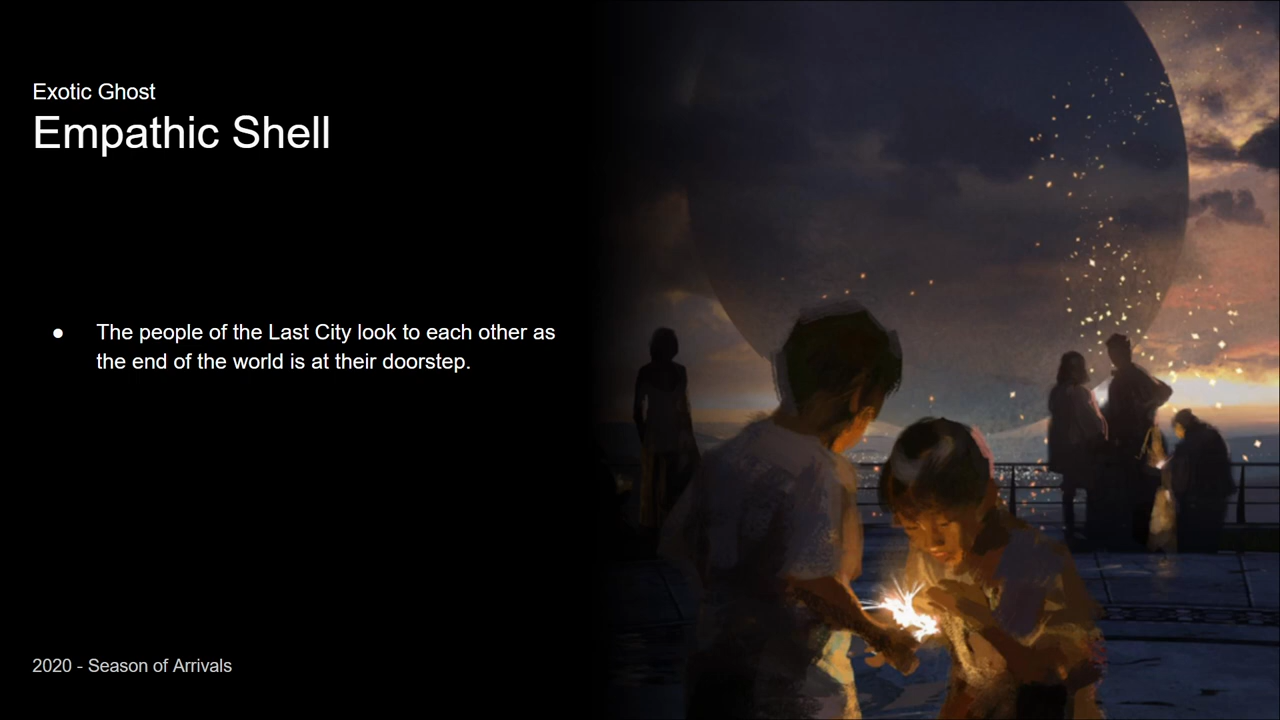 Exotic Ghost
Empathic Shell
● The people of the Last City look to each other as
the end of the world is at their doorstep.
2020 - Season of Arrivals